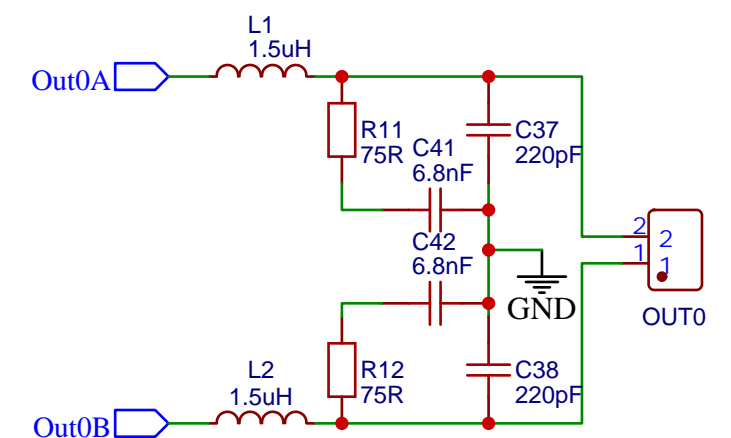 L1
1.5uH
Out0A
R11
75R
C41
6.8nF
C37
220pF
C42
6.8nF
2
1
2
1
GND
OUT0
L2
1.5uH
R12
75R
C38
220pF
Out0B